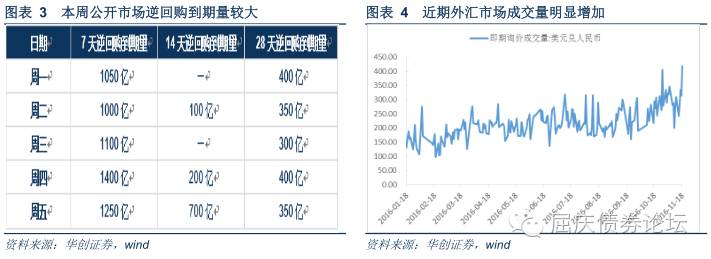 图表 3 本周公开市场逆回购到期量较大
日期 7天逆回购到期量 14天逆回购到期量 28天逆回购到期量
周一 1050亿 — 400亿
周二 1000亿 100亿 350亿
周三 1100亿 — 300亿
周四 1400亿 200亿 400亿
周五 1250亿 700亿 350亿
资料来源：华创证券，wind
图表 4 近期外汇市场成交量明显增加
即期询价成交量:美元兑人民币
450.00
400.00
350.00
300.00
250.00
200.00
150.00
100.00
50.00
0.00
2016-01-18
2016-02-18
2016-03-18
2016-04-18
2016-05-18
2016-06-18
2016-07-18
2016-08-18
2016-09-18
2016-10-18
2016-11-18
屈庆债券论坛
资料来源：华创证券，wind